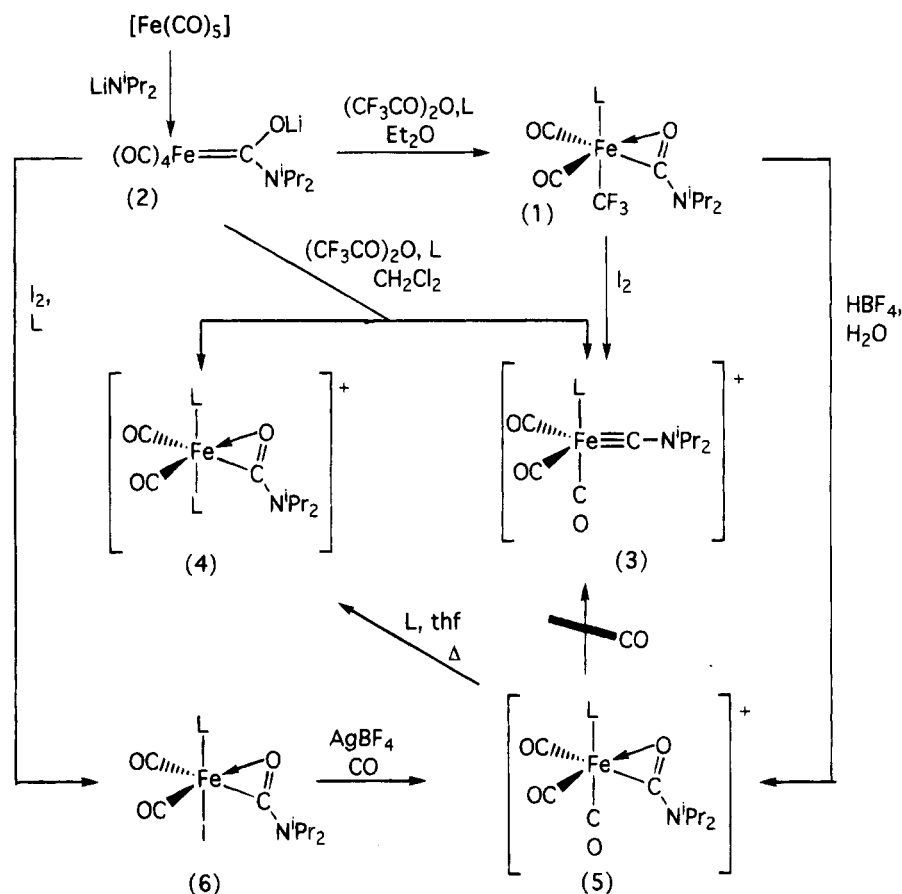 [Fe(CO)₅]
LiNⁱPr₂
(OC)₄Fe=C
OLi
NⁱPr₂
(2)
(CF₃CO)₂O, L
Et₂O
L
OC
OC
Fe
O
C
NⁱPr₂
CF₃
(1)
(CF₃CO)₂O, L
CH₂Cl₂
I₂
I₂,
L
HBF₄,
H₂O
L
OC
OC
Fe
O
C
NⁱPr₂
L
+
(4)
L
OC
OC
Fe≡C–NⁱPr₂
C
O
+
(3)
L, thf
Δ
CO
L
OC
OC
Fe
O
C
NⁱPr₂
I
(6)
AgBF₄
CO
L
OC
OC
Fe
O
C
NⁱPr₂
C
O
+
(5)